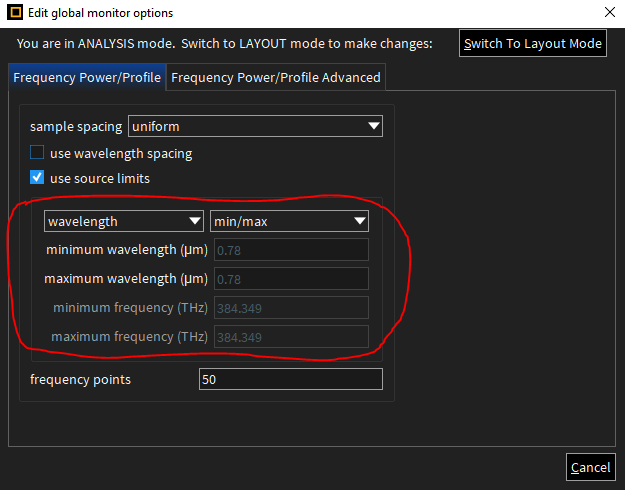 Edit global monitor options
You are in ANALYSIS mode. Switch to LAYOUT mode to make changes: Switch To Layout Mode
Frequency Power/Profile Frequency Power/Profile Advanced
sample spacing uniform
use wavelength spacing
use source limits
wavelength min/max
minimum wavelength (μm) 0.78
maximum wavelength (μm) 0.78
minimum frequency (THz) 384.349
maximum frequency (THz) 384.349
frequency points 50
Cancel